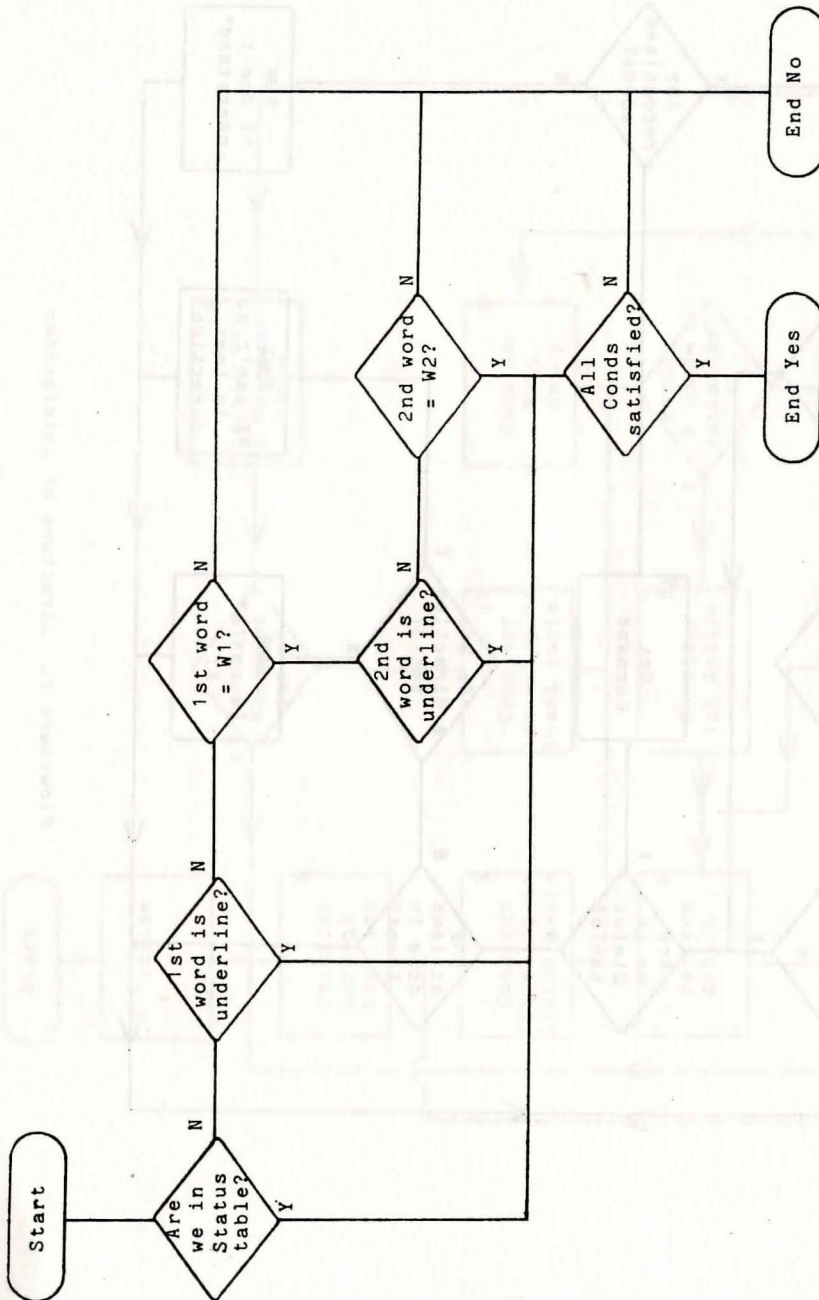 Start
Are
we in
Status
table?
N
Y
1st
word is
underline?
N
Y
1st word
= W1?
N
Y
2nd
word is
underline?
N
Y
2nd word
= W2?
N
Y
All
Conds
satisfied?
N
Y
End Yes
End No